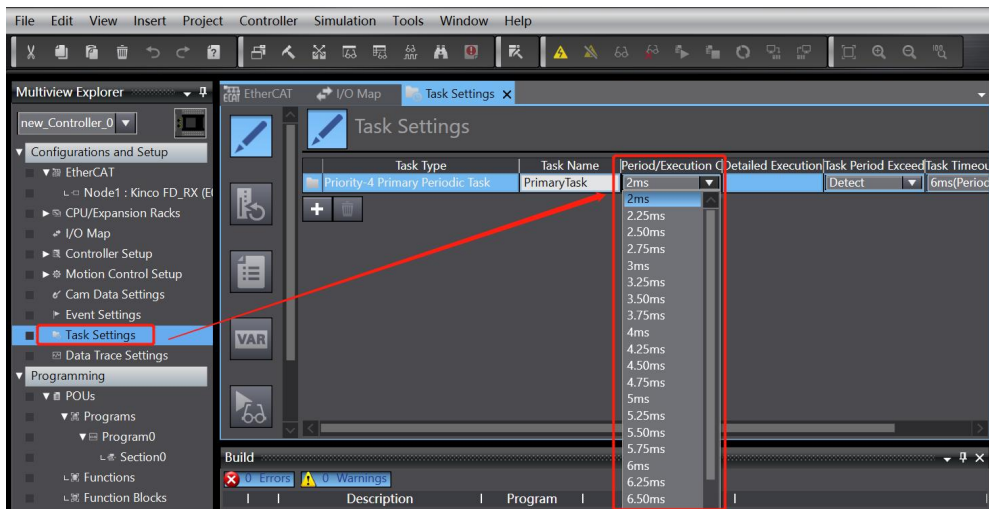 File Edit View Insert Project Controller Simulation Tools Window Help
Multiview Explorer
new_Controller_0
Configurations and Setup
EtherCAT
Node1 : Kinco FD_RX (E
CPU/Expansion Racks
I/O Map
Controller Setup
Motion Control Setup
Cam Data Settings
Event Settings
Task Settings
Data Trace Settings
Programming
POUs
Programs
Program0
Section0
Functions
Function Blocks
EtherCAT I/O Map Task Settings
Task Settings
VAR
Task Type Task Name Period/Execution C Detailed Execution Task Period Exceed Task Timeou
Priority-4 Primary Periodic Task PrimaryTask 2ms Detect 6ms(Period
2ms
2.25ms
2.50ms
2.75ms
3ms
3.25ms
3.50ms
3.75ms
4ms
4.25ms
4.50ms
4.75ms
5ms
5.25ms
5.50ms
5.75ms
6ms
6.25ms
6.50ms
Build
0 Errors 0 Warnings
Description Program